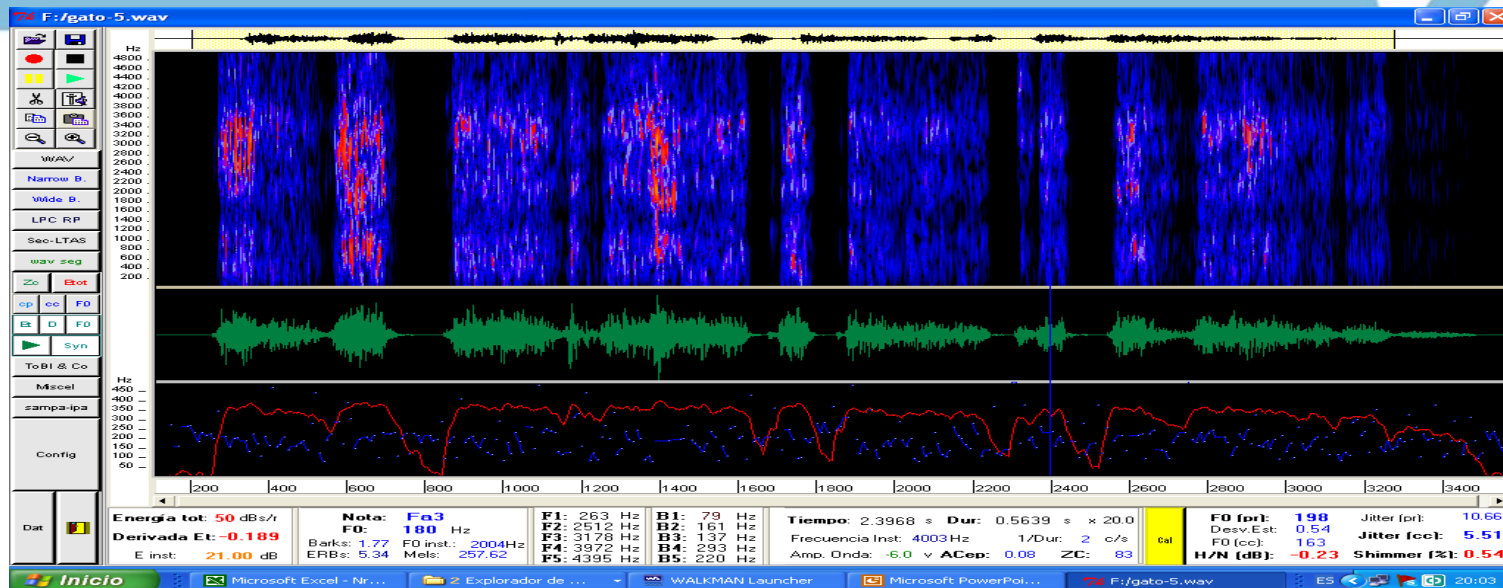 F:/gato-5.wav
WAV
Narrow B.
Wide B.
LPC RP
Sec-LTAS
wav seg
Zc Etot
cp cc F0
Et D F0
Syn
ToBI & Co
Miscel
sampa-ipa
Config
Dat
Hz
4800
4600
4400
4200
4000
3800
3600
3400
3200
3000
2800
2600
2400
2200
2000
1800
1600
1400
1200
1000
800
600
400
200
Hz
450
400
350
300
250
200
150
100
50
200 400 600 800 1000 1200 1400 1600 1800 2000 2200 2400 2600 2800 3000 3200 3400
Energía tot: 50 dBs/r
Derivada Et: -0.189
E inst: 21.00 dB
Nota: Fa3
F0: 180 Hz
Barks: 1.77 F0 inst.: 2004Hz
ERBs: 5.34 Mels: 257.62
F1: 263 Hz B1: 79 Hz
F2: 2512 Hz B2: 161 Hz
F3: 3178 Hz B3: 137 Hz
F4: 3972 Hz B4: 293 Hz
F5: 4395 Hz B5: 220 Hz
Tiempo: 2.3968 s Dur: 0.5639 s x 20.0
Frecuencia Inst: 4003Hz 1/Dur: 2 c/s
Amp. Onda: -6.0 v ACep: 0.08 ZC: 83
Cal
F0 (pr): 198 Jitter (pr): 10.66
Desv.Est: 0.54
F0 (cc): 163 Jitter (cc): 5.51
H/N (dB): -0.23 Shimmer (%): 0.54
Inicio
Microsoft Excel - Nr...
2 Explorador de ...
WALKMAN Launcher
Microsoft PowerPoi...
F:/gato-5.wav
ES
20:03